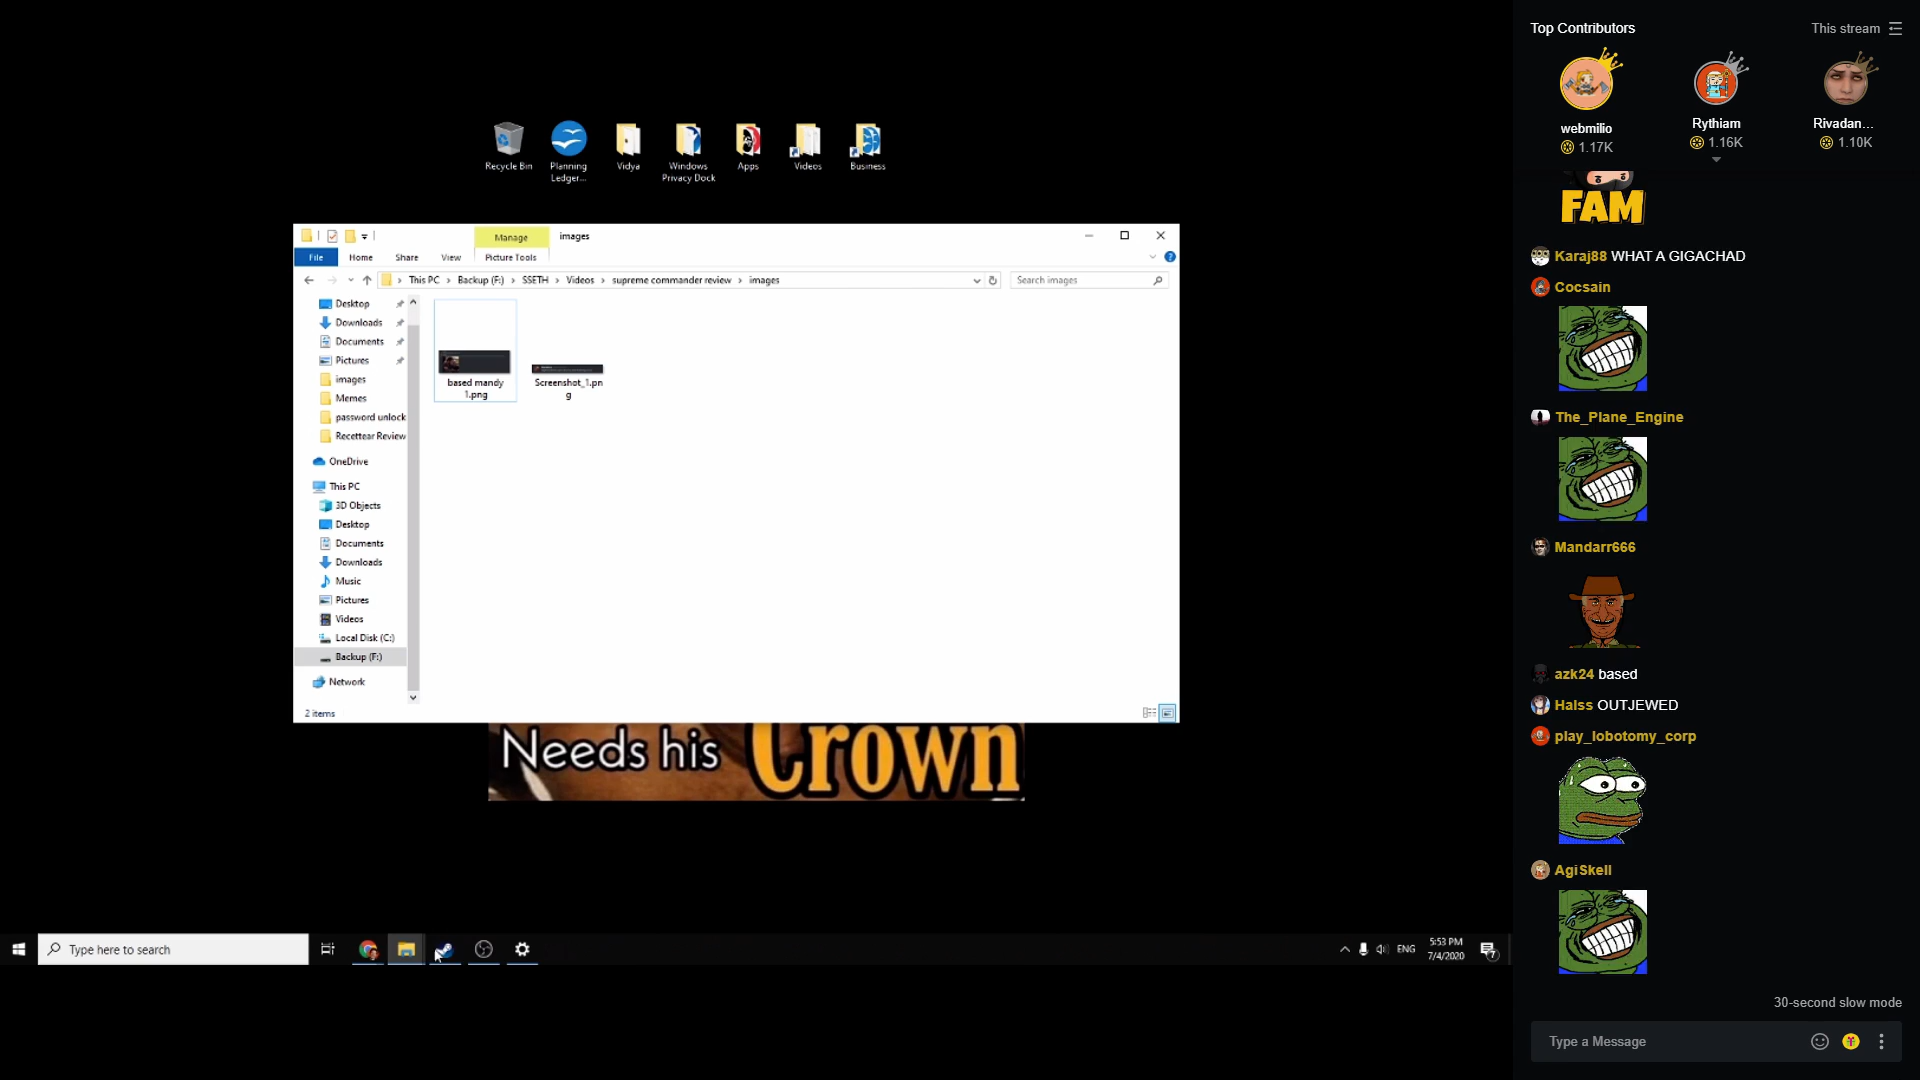 Top Contributors
This stream
webmilio
1.17K
Rythiam
1.16K
Rivadan...
1.10K
Recycle Bin
Planning
Ledger...
Vidya
Windows
Privacy Dock
Apps
Videos
Business
Manage
images
File
Home
Share
View
Picture Tools
This PC > Backup (F:) > SSETH > Videos > supreme commander review > images
Search images
Desktop
Downloads
Documents
Pictures
images
Memes
password unlock
Recettear Review
OneDrive
This PC
3D Objects
Desktop
Documents
Downloads
Music
Pictures
Videos
Local Disk (C:)
Backup (F:)
Network
based mandy
1.png
Screenshot_1.pn
g
2 items
Needs his Crown
Type here to search
ENG
5:53 PM
7/4/2020
7
FAM
Karaj88 WHAT A GIGACHAD
Cocsain
The_Plane_Engine
Mandarr666
azk24 based
Halss OUTJEWED
play_lobotomy_corp
AgiSkell
30-second slow mode
Type a Message